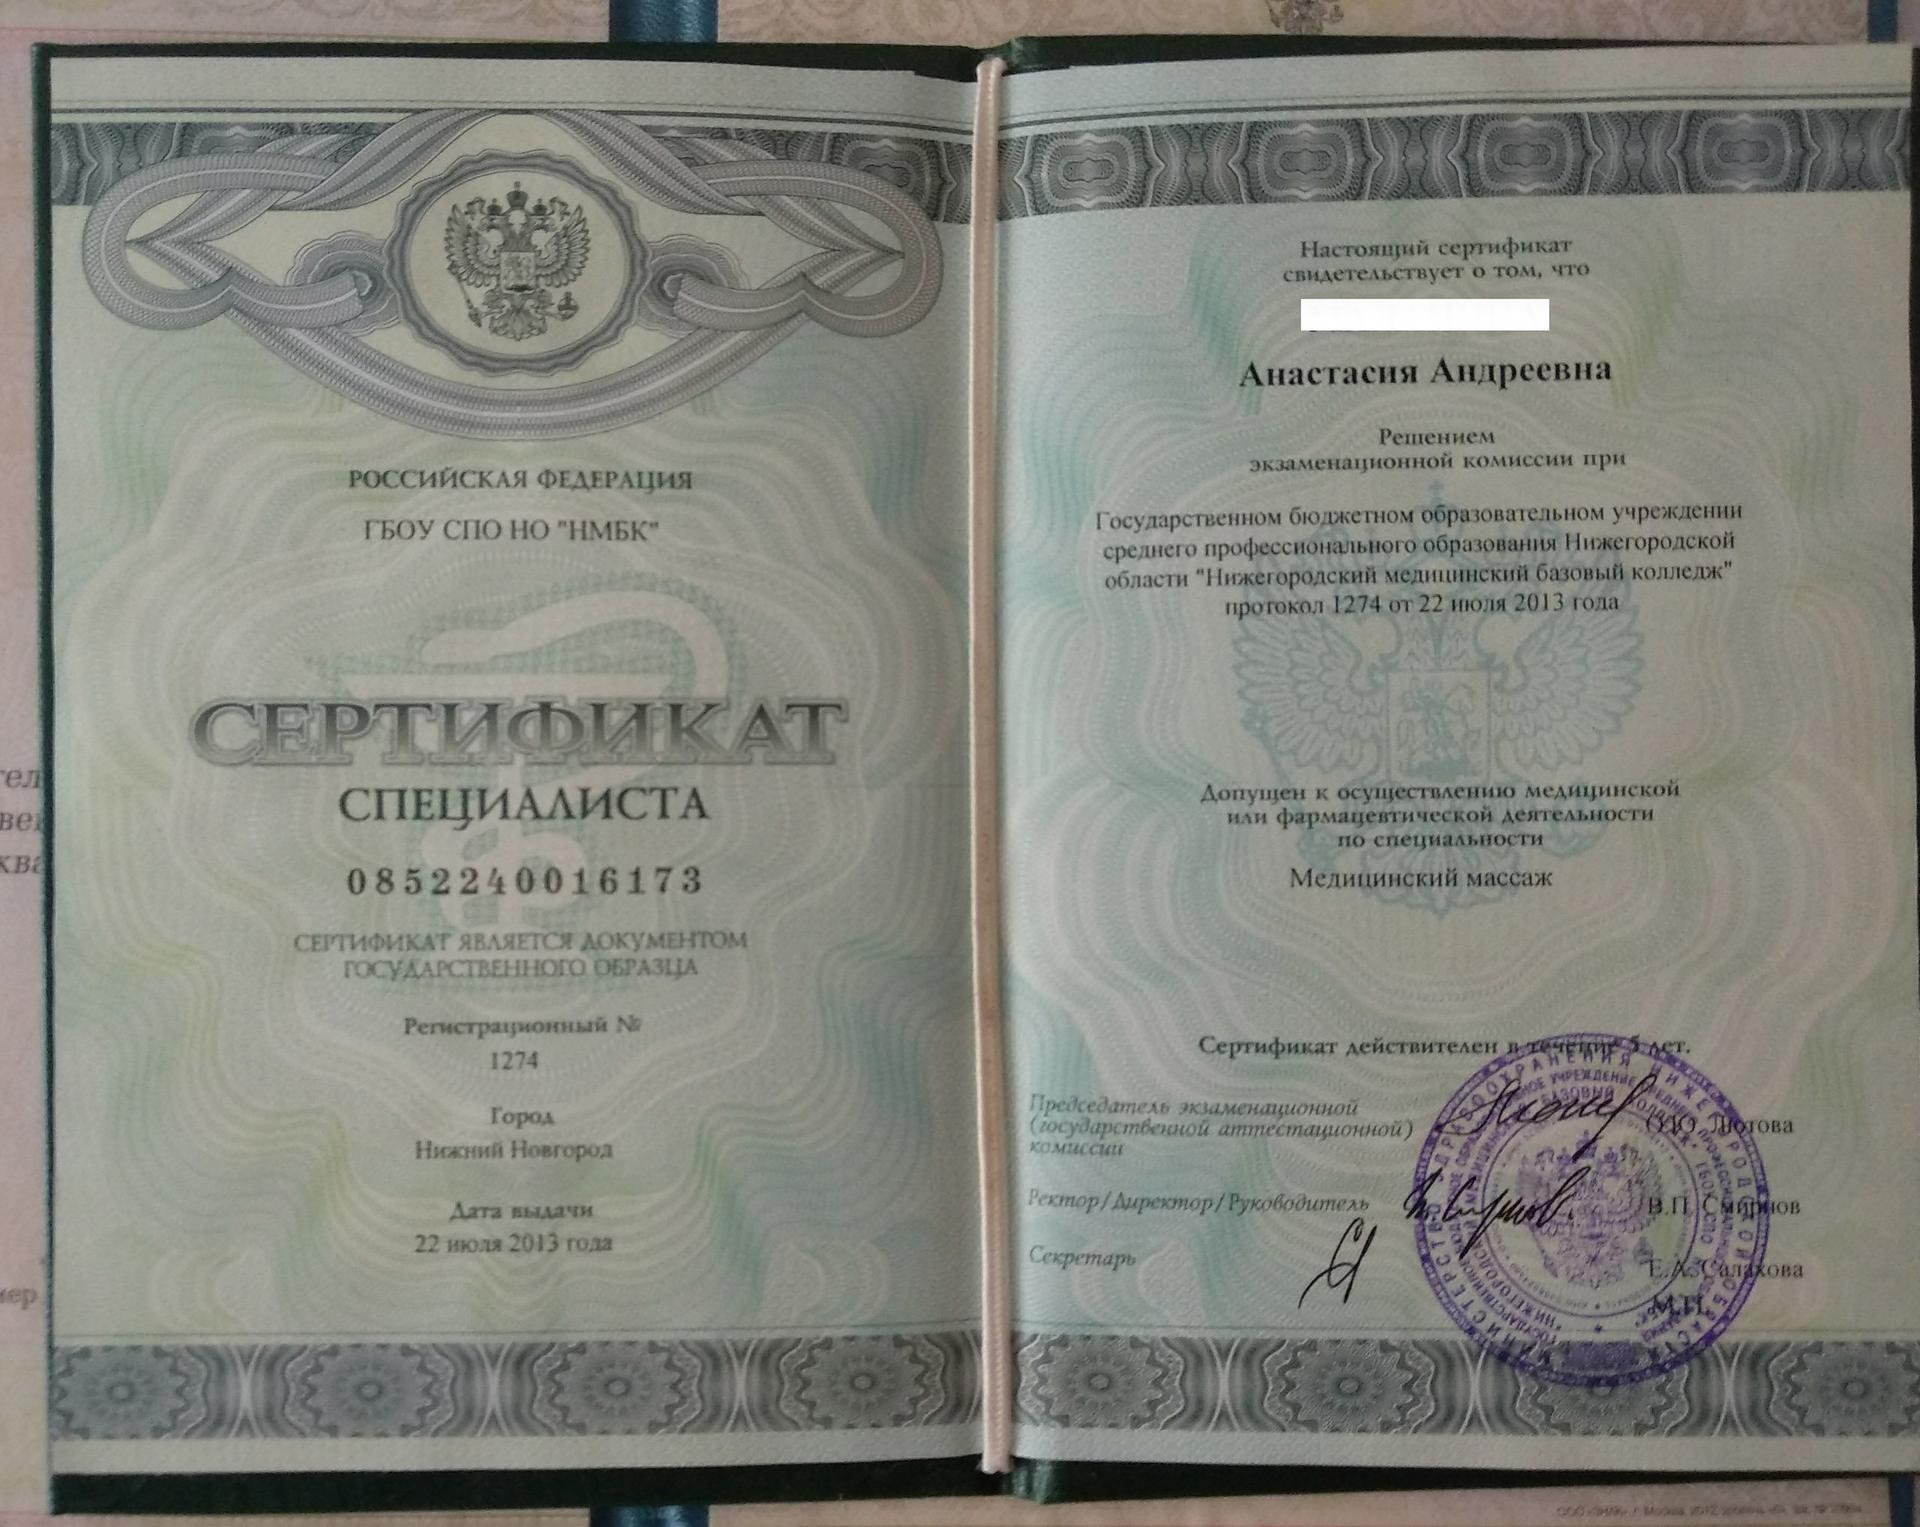 РОССИЙСКАЯ ФЕДЕРАЦИЯ
ГБОУ СПО НО "НМБК"
СЕРТИФИКАТ
СПЕЦИАЛИСТА
0852240016173
СЕРТИФИКАТ ЯВЛЯЕТСЯ ДОКУМЕНТОМ
ГОСУДАРСТВЕННОГО ОБРАЗЦА
Регистрационный №
1274
Город
Нижний Новгород
Дата выдачи
22 июля 2013 года
Настоящий сертификат
свидетельствует о том, что
Анастасия Андреевна
Решением
экзаменационной комиссии при
Государственном бюджетном образовательном учреждении
среднего профессионального образования Нижегородской
области "Нижегородский медицинский базовый колледж"
протокол 1274 от 22 июля 2013 года
Допущен к осуществлению медицинской
или фармацевтической деятельности
по специальности
Медицинский массаж
Сертификат действителен в течение 5 лет.
Председатель экзаменационной
(государственной аттестационной)
комиссии
Лютова
Ректор/Директор/Руководитель
В.П. Смирнов
Секретарь
Е.А. Салахова
М.П.